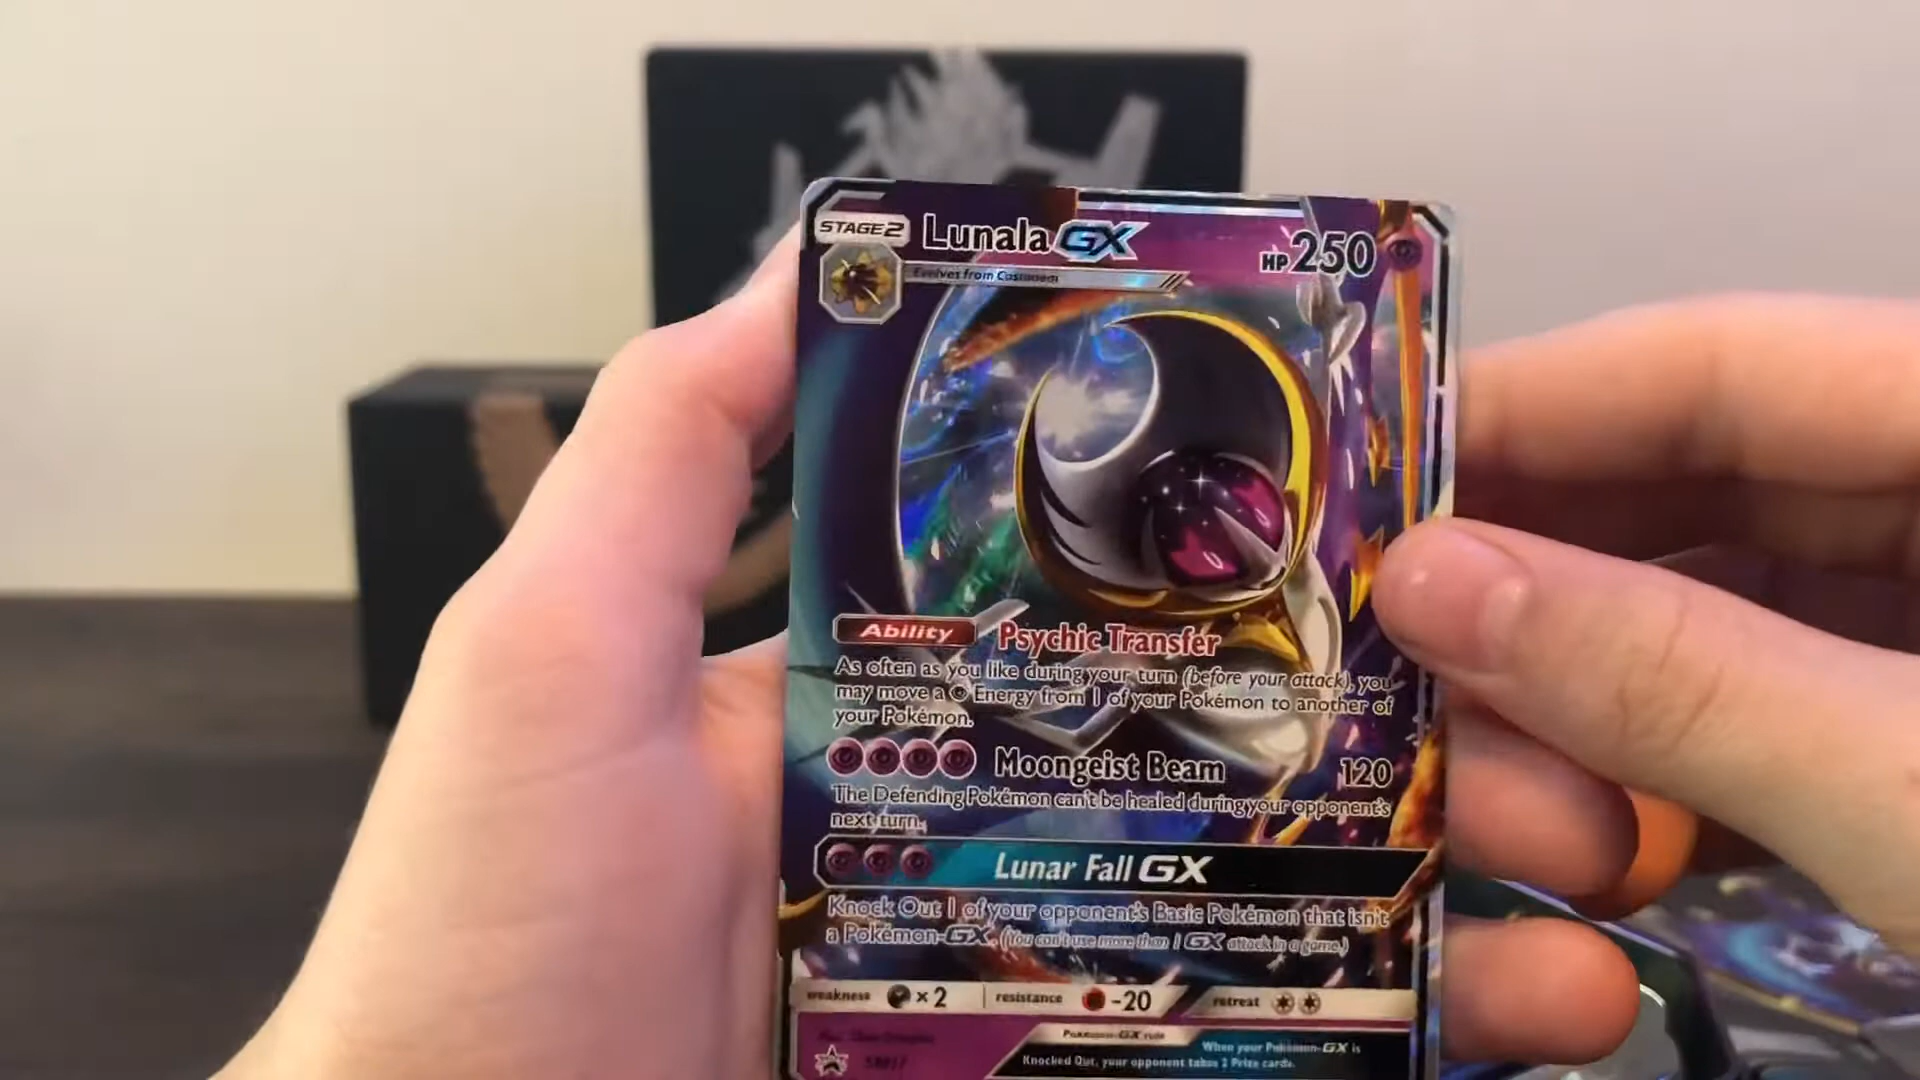 STAGE2 Lunala GX HP250
Evolves from Cosmoem
Ability Psychic Transfer
As often as you like during your turn (before your attack), you
may move a Energy from 1 of your Pokémon to another of
your Pokémon.
Moongeist Beam 120
The Defending Pokémon can't be healed during your opponent's
next turn.
Lunar Fall GX
Knock Out 1 of your opponent's Basic Pokémon that isn't
a Pokémon-GX. (You can't use more than 1 GX attack in a game.)
weakness ×2 resistance -20 retreat
Pokémon-GX rule
When your Pokémon-GX is
Knocked Out, your opponent takes 2 Prize cards.
SM017